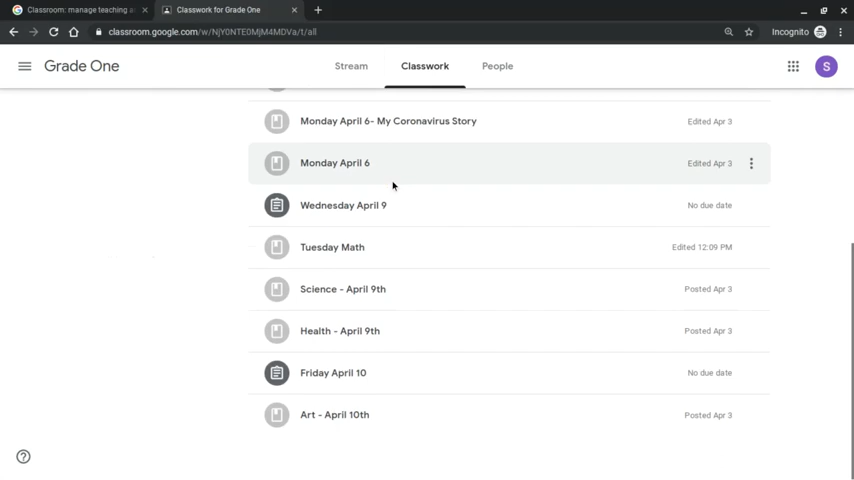 Classroom: manage teaching a
Classwork for Grade One
classroom.google.com/w/NjY0NTE0MjM4MDVa/t/all
Incognito
Grade One
Stream
Classwork
People
S
Monday April 6- My Coronavirus Story
Edited Apr 3
Monday April 6
Edited Apr 3
Wednesday April 9
No due date
Tuesday Math
Edited 12:09 PM
Science - April 9th
Posted Apr 3
Health - April 9th
Posted Apr 3
Friday April 10
No due date
Art - April 10th
Posted Apr 3